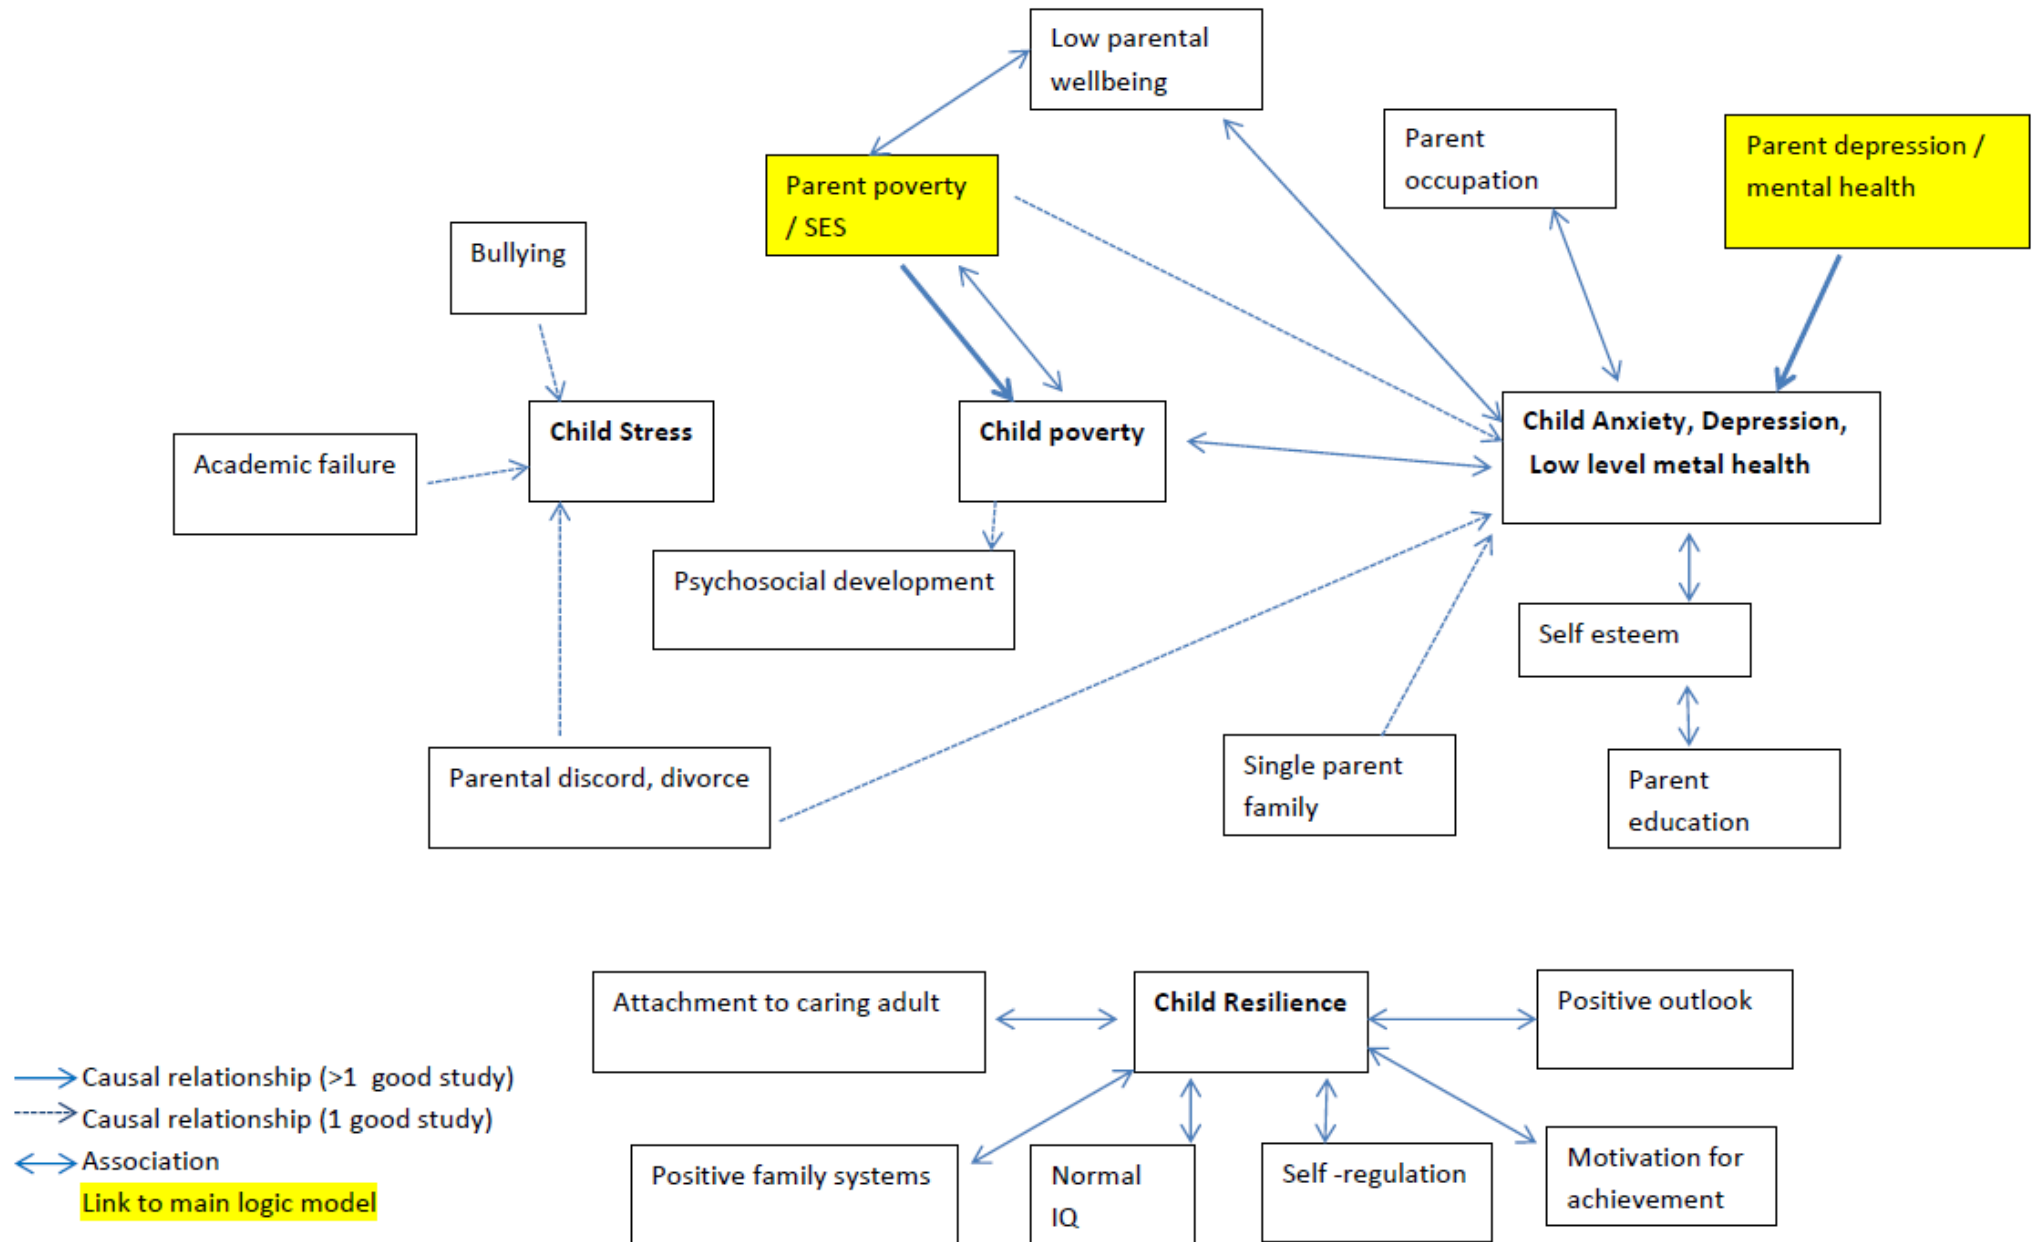 Low parental
wellbeing
Parent
occupation
Parent depression /
mental health
Parent poverty
/ SES
Bullying
Child Stress
Child poverty
Child Anxiety, Depression,
Low level metal health
Academic failure
Psychosocial development
Self esteem
Parental discord, divorce
Single parent
family
Parent
education
Attachment to caring adult
Child Resilience
Positive outlook
Causal relationship (>1 good study)
Causal relationship (1 good study)
Association
Link to main logic model
Positive family systems
Normal
IQ
Self -regulation
Motivation for
achievement